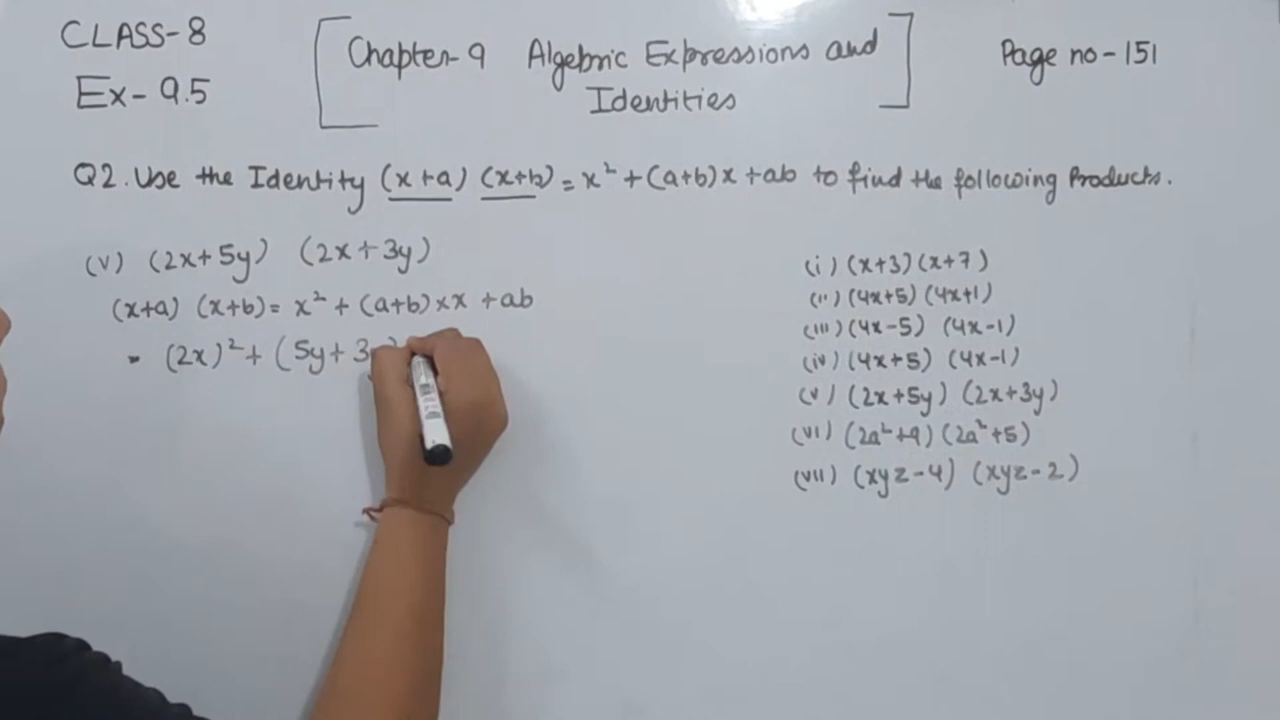 CLASS-8
Ex- 9.5
Chapter-9 Algebric Expressions and
Identities
Page no-151
Q2. Use the Identity (x+a) (x+b) = x² + (a+b)x + ab to find the following Products.
(v) (2x+5y) (2x+3y)
(x+a) (x+b) = x² + (a+b)×x + ab
= (2x)² + (5y+3y)
(i) (x+3)(x+7)
(ii) (4x+5) (4x+1)
(iii) (4x-5) (4x-1)
(iv) (4x+5) (4x-1)
(v) (2x+5y) (2x+3y)
(vi) (2a²+9) (2a²+5)
(vii) (xyz-4) (xyz-2)